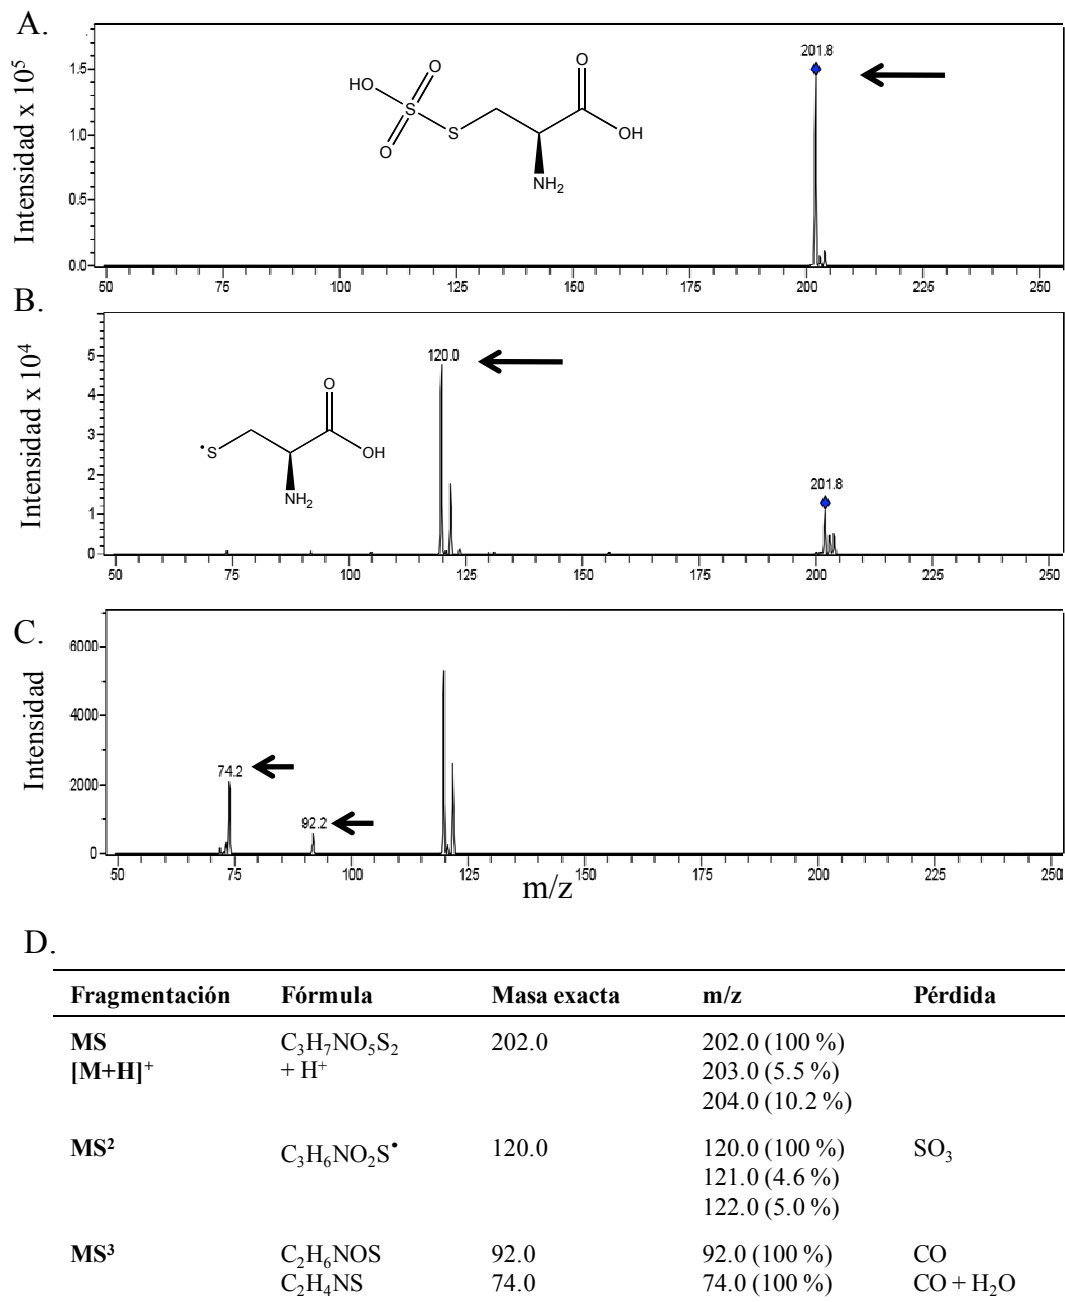 A.
Intensidad x 10⁵
1.5
1.0
0.5
0.0
201.8
O
HO
O
S
O
S
OH
NH₂
50 75 100 125 150 175 200 225 250
B.
Intensidad x 10⁴
5
4
3
2
1
0
120.0
201.8
O
•S
OH
NH₂
50 75 100 125 150 175 200 225 250
C.
Intensidad
6000
4000
2000
0
74.2
92.2
50 75 100 125 150 175 200 225 250
m/z
D.
Fragmentación Fórmula Masa exacta m/z Pérdida
MS C₃H₇NO₅S₂ 202.0 202.0 (100 %)
[M+H]⁺ + H⁺ 203.0 (5.5 %)
204.0 (10.2 %)
MS² C₃H₆NO₂S• 120.0 120.0 (100 %) SO₃
121.0 (4.6 %)
122.0 (5.0 %)
MS³ C₂H₆NOS 92.0 92.0 (100 %) CO
C₂H₄NS 74.0 74.0 (100 %) CO + H₂O